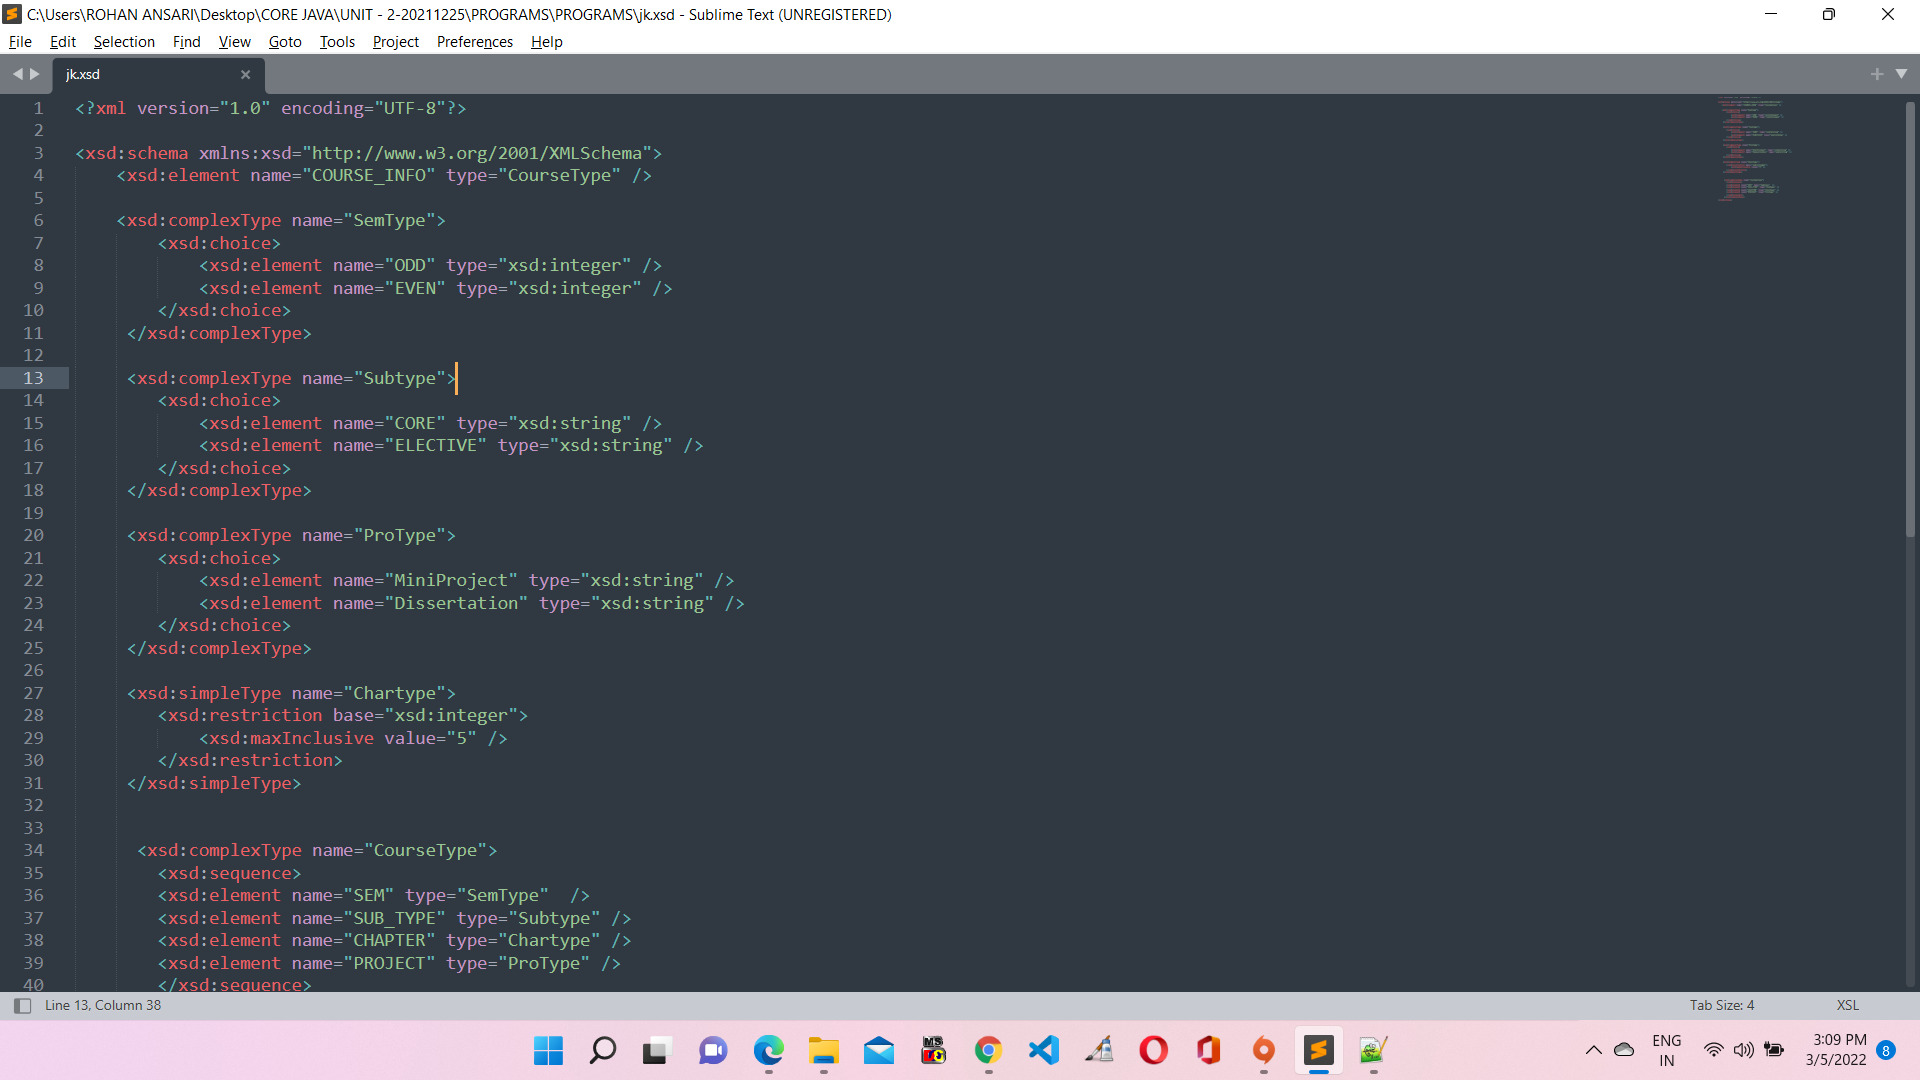 C:\Users\ROHAN ANSARI\Desktop\CORE JAVA\UNIT - 2-20211225\PROGRAMS\PROGRAMS\jk.xsd - Sublime Text (UNREGISTERED)
File Edit Selection Find View Goto Tools Project Preferences Help
jk.xsd
1 <?xml version="1.0" encoding="UTF-8"?>
2
3 <xsd:schema xmlns:xsd="http://www.w3.org/2001/XMLSchema">
4     <xsd:element name="COURSE_INFO" type="CourseType" />
5
6     <xsd:complexType name="SemType">
7         <xsd:choice>
8             <xsd:element name="ODD" type="xsd:integer" />
9             <xsd:element name="EVEN" type="xsd:integer" />
10         </xsd:choice>
11      </xsd:complexType>
12
13      <xsd:complexType name="Subtype">
14         <xsd:choice>
15             <xsd:element name="CORE" type="xsd:string" />
16             <xsd:element name="ELECTIVE" type="xsd:string" />
17         </xsd:choice>
18      </xsd:complexType>
19
20      <xsd:complexType name="ProType">
21         <xsd:choice>
22             <xsd:element name="MiniProject" type="xsd:string" />
23             <xsd:element name="Dissertation" type="xsd:string" />
24         </xsd:choice>
25      </xsd:complexType>
26
27      <xsd:simpleType name="Chartype">
28         <xsd:restriction base="xsd:integer">
29             <xsd:maxInclusive value="5" />
30         </xsd:restriction>
31      </xsd:simpleType>
32
33
34       <xsd:complexType name="CourseType">
35         <xsd:sequence>
36         <xsd:element name="SEM" type="SemType"  />
37         <xsd:element name="SUB_TYPE" type="Subtype" />
38         <xsd:element name="CHAPTER" type="Chartype" />
39         <xsd:element name="PROJECT" type="ProType" />
40         </xsd:sequence>
Line 13, Column 38
Tab Size: 4
XSL
MS
ENG
IN
3:09 PM
3/5/2022
8